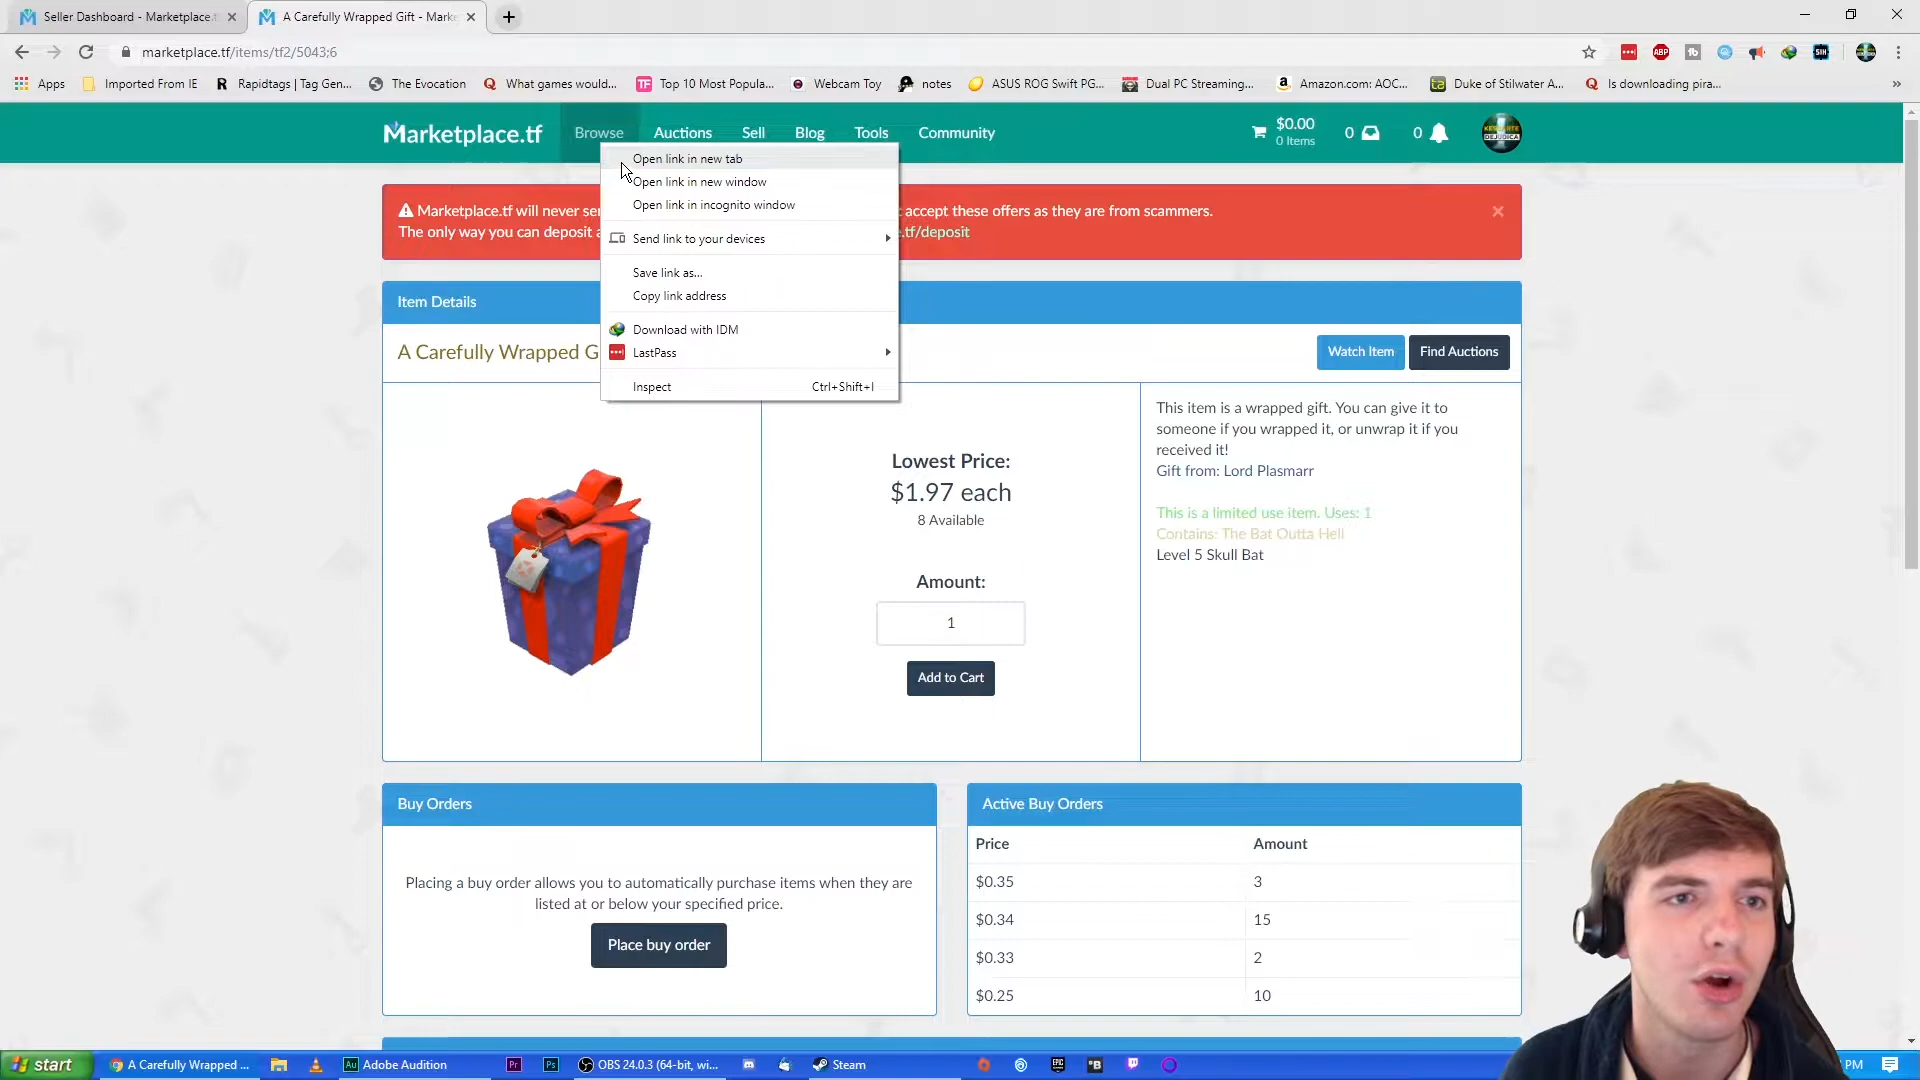 Seller Dashboard - Marketplace.t
A Carefully Wrapped Gift - Marke
marketplace.tf/items/tf2/5043;6
Apps
Imported From IE
Rapidtags | Tag Gen...
The Evocation
What games would...
Top 10 Most Popula...
Webcam Toy
notes
ASUS ROG Swift PG...
Dual PC Streaming...
Amazon.com: AOC...
Duke of Stilwater A...
Is downloading pira...
Marketplace.tf
Browse
Auctions
Sell
Blog
Tools
Community
$0.00
0 Items
0
0
Open link in new tab
Open link in new window
Open link in incognito window
Send link to your devices
Save link as...
Copy link address
Download with IDM
LastPass
Inspect Ctrl+Shift+I
Marketplace.tf will never se accept these offers as they are from scammers.
The only way you can deposit .tf/deposit
Item Details
A Carefully Wrapped G
Watch Item
Find Auctions
Lowest Price:
$1.97 each
8 Available
Amount:
1
Add to Cart
This item is a wrapped gift. You can give it to
someone if you wrapped it, or unwrap it if you
received it!
Gift from: Lord Plasmarr
This is a limited use item. Uses: 1
Contains: The Bat Outta Hell
Level 5 Skull Bat
Buy Orders
Placing a buy order allows you to automatically purchase items when they are
listed at or below your specified price.
Place buy order
Active Buy Orders
Price Amount
$0.35 3
$0.34 15
$0.33 2
$0.25 10
start
A Carefully Wrapped ...
Adobe Audition
OBS 24.0.3 (64-bit, wi...
Steam
PM